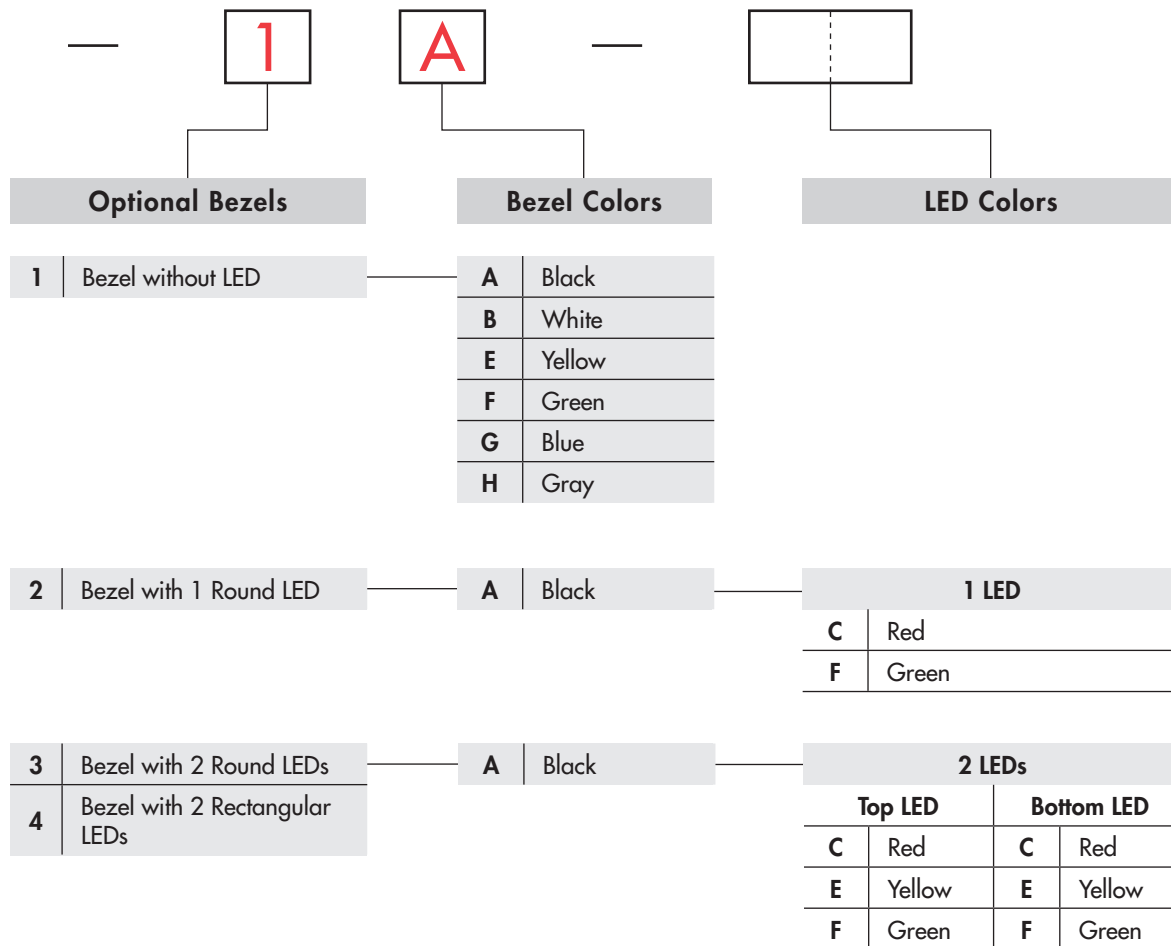 — 1 A —
Optional Bezels Bezel Colors LED Colors
1 Bezel without LED A Black
B White
E Yellow
F Green
G Blue
H Gray
2 Bezel with 1 Round LED A Black 1 LED
C Red
F Green
3 Bezel with 2 Round LEDs A Black 2 LEDs
4 Bezel with 2 Rectangular
LEDs
Top LED Bottom LED
C Red C Red
E Yellow E Yellow
F Green F Green